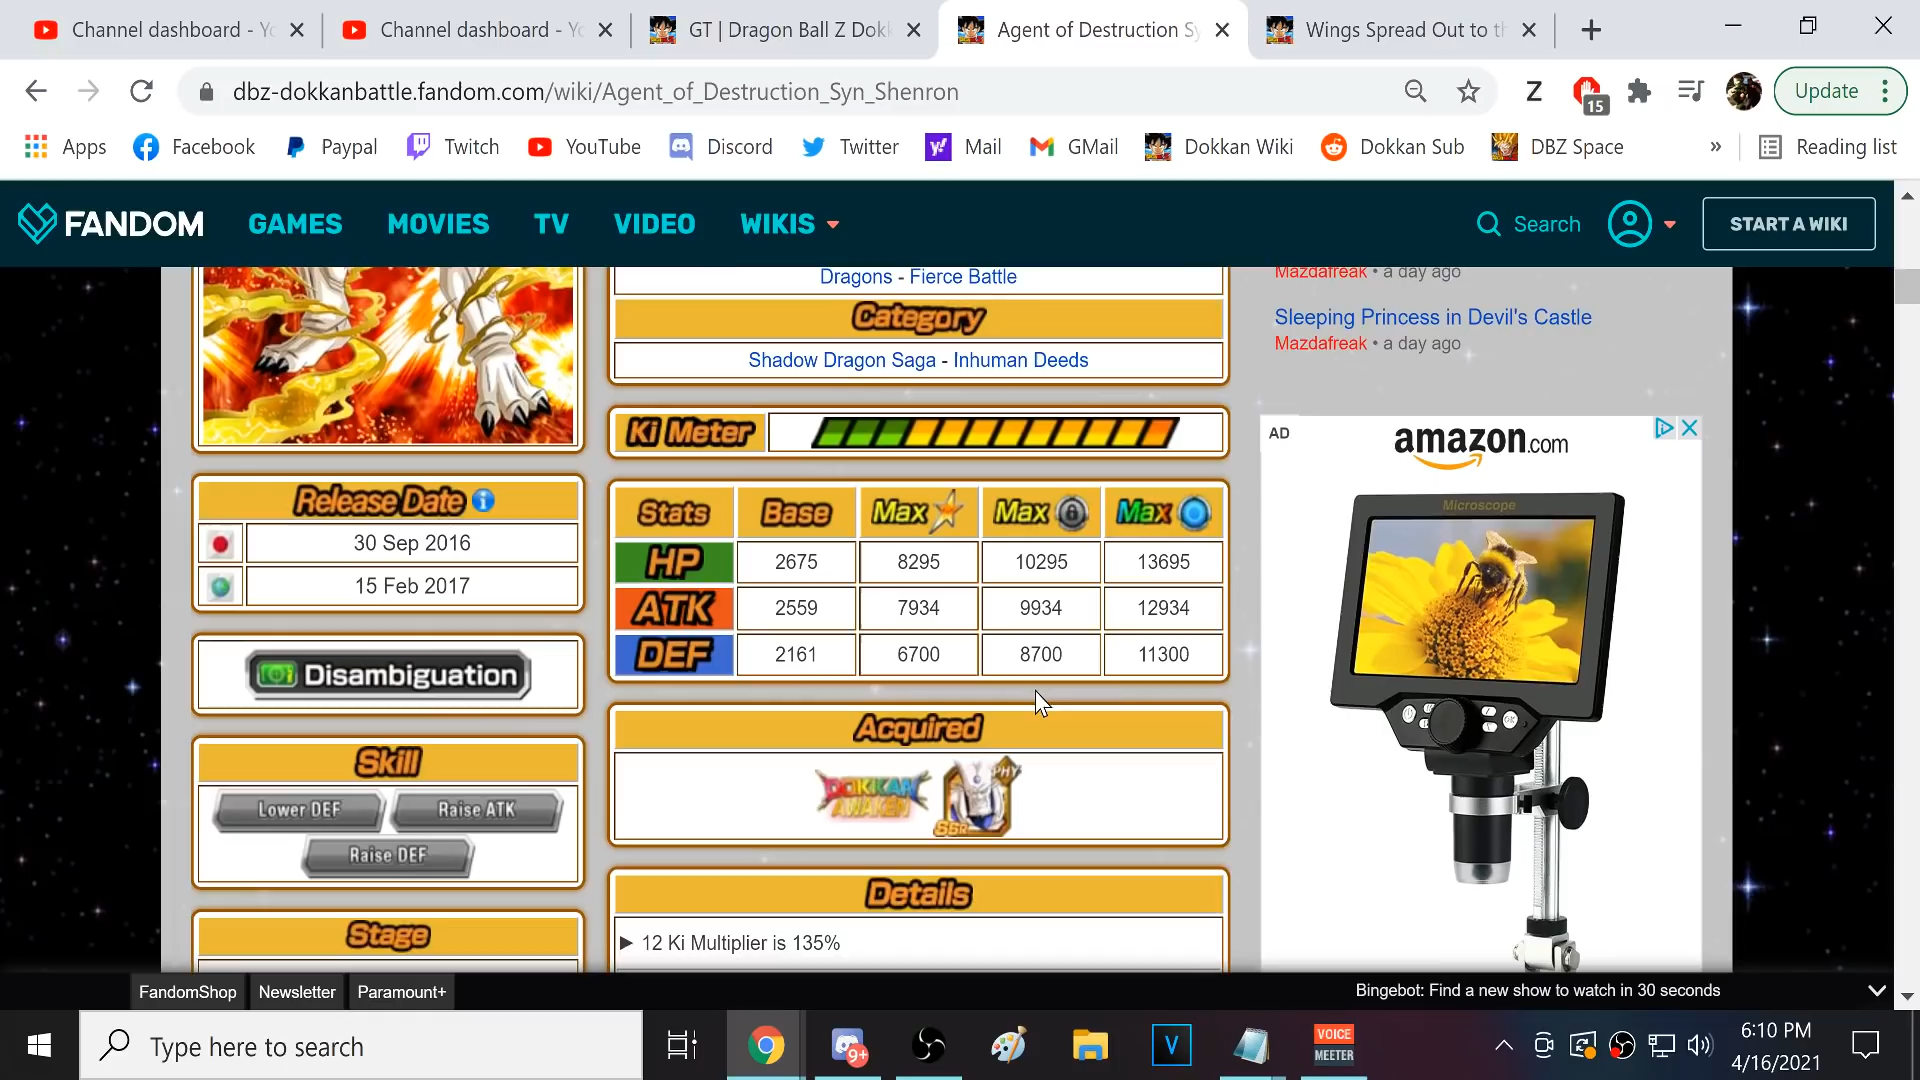 Channel dashboard - Yo
Channel dashboard - Yo
GT | Dragon Ball Z Dokk
Agent of Destruction Sy
Wings Spread Out to th
dbz-dokkanbattle.fandom.com/wiki/Agent_of_Destruction_Syn_Shenron
Z
15
Update
Apps
Facebook
Paypal
Twitch
YouTube
Discord
Twitter
Mail
GMail
Dokkan Wiki
Dokkan Sub
DBZ Space
»
Reading list
FANDOM
GAMES
MOVIES
TV
VIDEO
WIKIS
Search
START A WIKI
Dragons - Fierce Battle
Category
Shadow Dragon Saga - Inhuman Deeds
Ki Meter
Release Date
30 Sep 2016
15 Feb 2017
Disambiguation
Skill
Lower DEF Raise ATK
Raise DEF
Stage
Stats Base Max Max Max
HP 2675 8295 10295 13695
ATK 2559 7934 9934 12934
DEF 2161 6700 8700 11300
Acquired
DOKKAN AWAKEN
PHY
SSR
Details
▶ 12 Ki Multiplier is 135%
Mazdafreak • a day ago
Sleeping Princess in Devil's Castle
Mazdafreak • a day ago
AD
amazon.com
Microscope
OK
FandomShop
Newsletter
Paramount+
Bingebot: Find a new show to watch in 30 seconds
Type here to search
9+
V
VOICE
MEETER
6:10 PM
4/16/2021